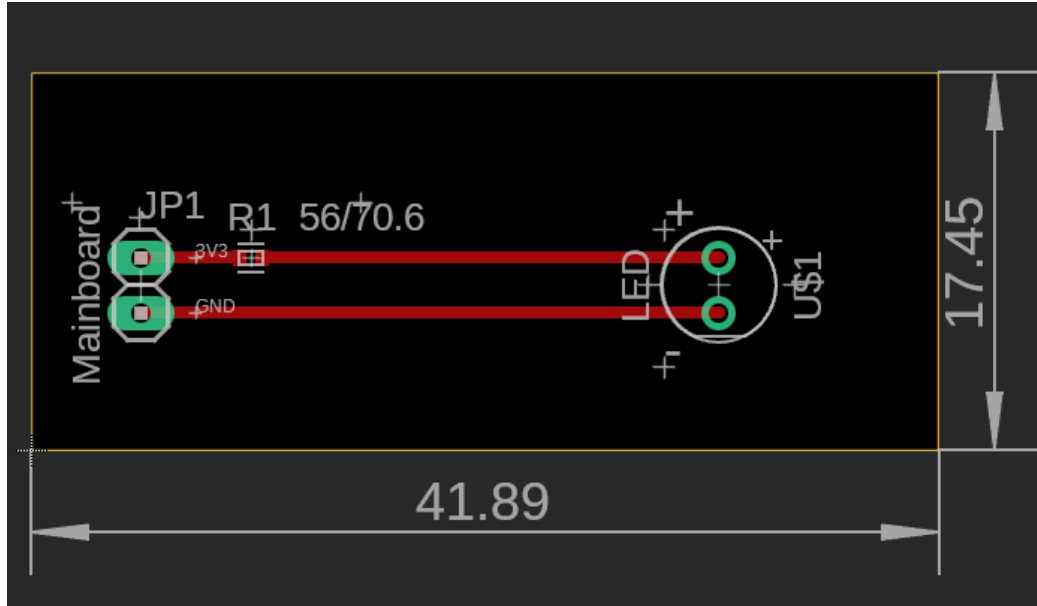 JP1
R1 56/70.6
3V3
GND
Mainboard
+
LED
+
U$1
-
17.45
41.89